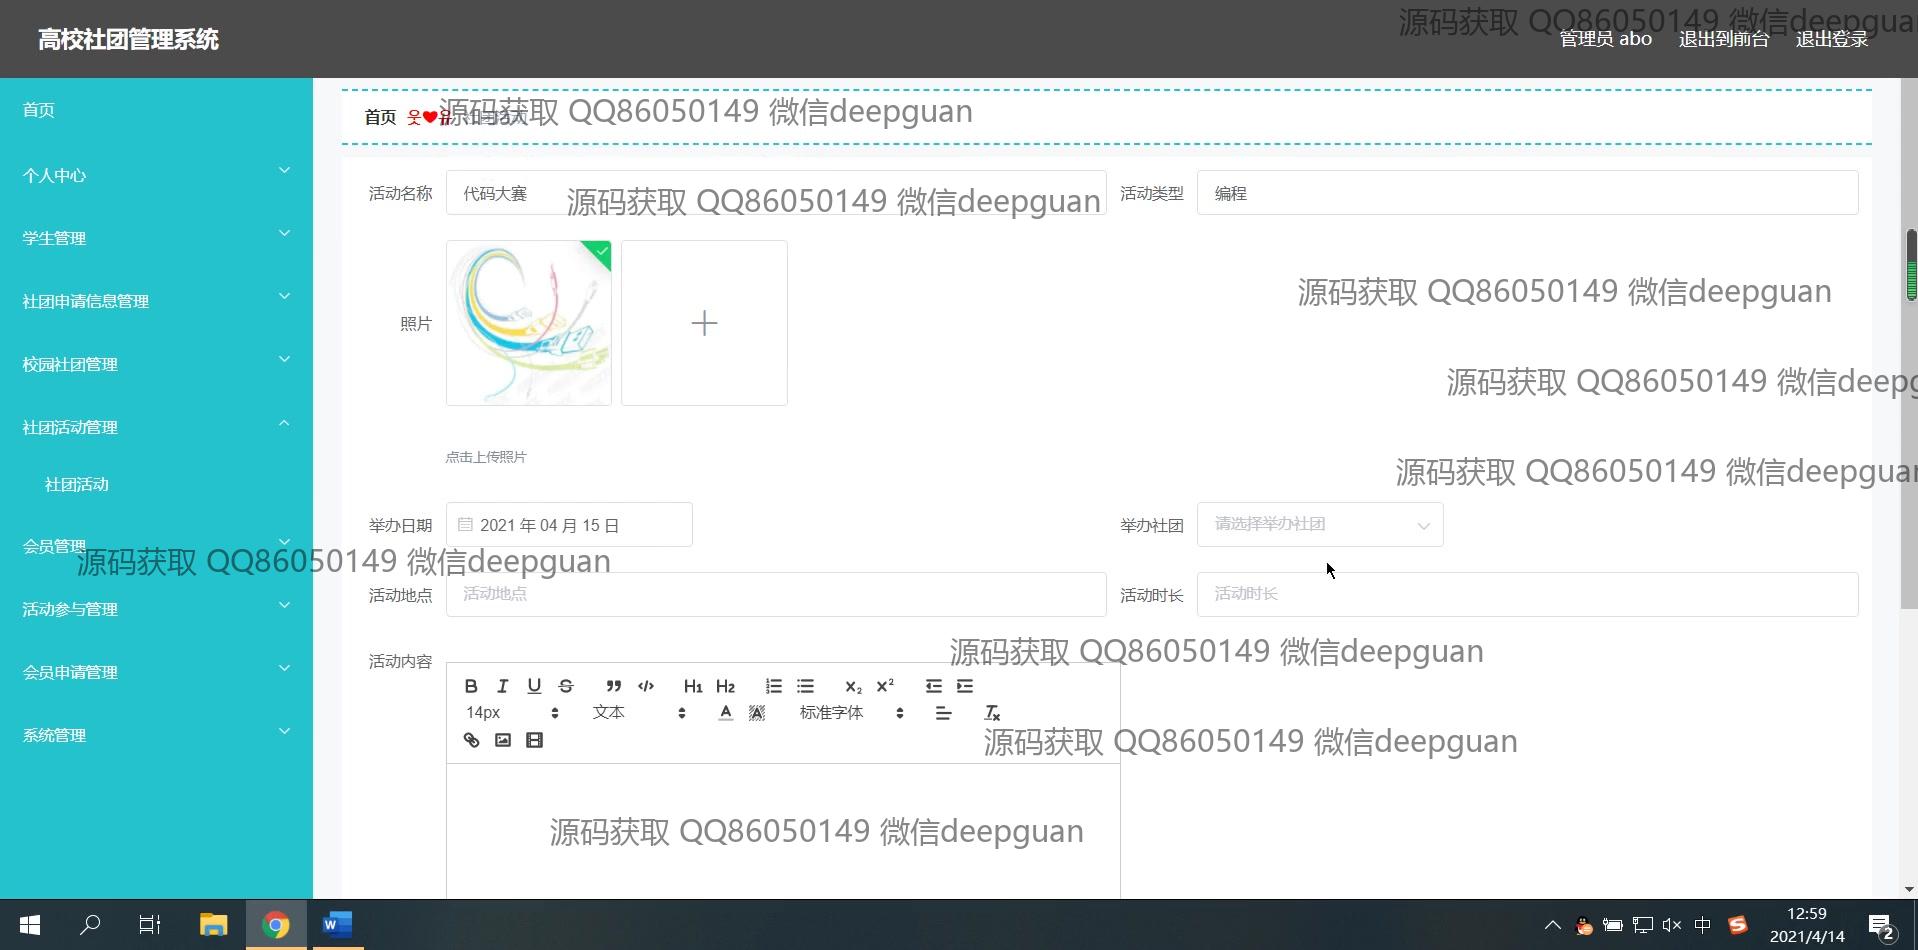 高校社团管理系统
源码获取 QQ86050149 微信deepgua
管理员 abo 退出到前台 退出登录
首页
个人中心
学生管理
社团申请信息管理
校园社团管理
社团活动管理
社团活动
会员管理
活动参与管理
会员申请管理
系统管理
首页
源码获取 QQ86050149 微信deepguan
活动名称 代码大赛 活动类型 编程
源码获取 QQ86050149 微信deepguan
源码获取 QQ86050149 微信deepguan
照片
源码获取 QQ86050149 微信deepg
点击上传照片
源码获取 QQ86050149 微信deepguan
举办日期 2021 年 04 月 15 日 举办社团 请选择举办社团
源码获取 QQ86050149 微信deepguan
活动地点 活动地点 活动时长 活动时长
源码获取 QQ86050149 微信deepguan
活动内容
B I U S H1 H2 X2 X2
14px 文本 A A 标准字体 Tx
源码获取 QQ86050149 微信deepguan
源码获取 QQ86050149 微信deepguan
W 中 S 12:59
2021/4/14 2